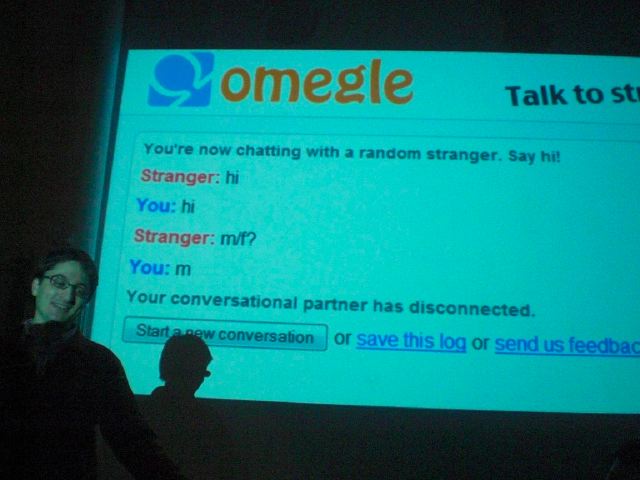 omegle Talk to str
You're now chatting with a random stranger. Say hi!
Stranger: hi
You: hi
Stranger: m/f?
You: m
Your conversational partner has disconnected.
Start a new conversation or save this log or send us feedbac